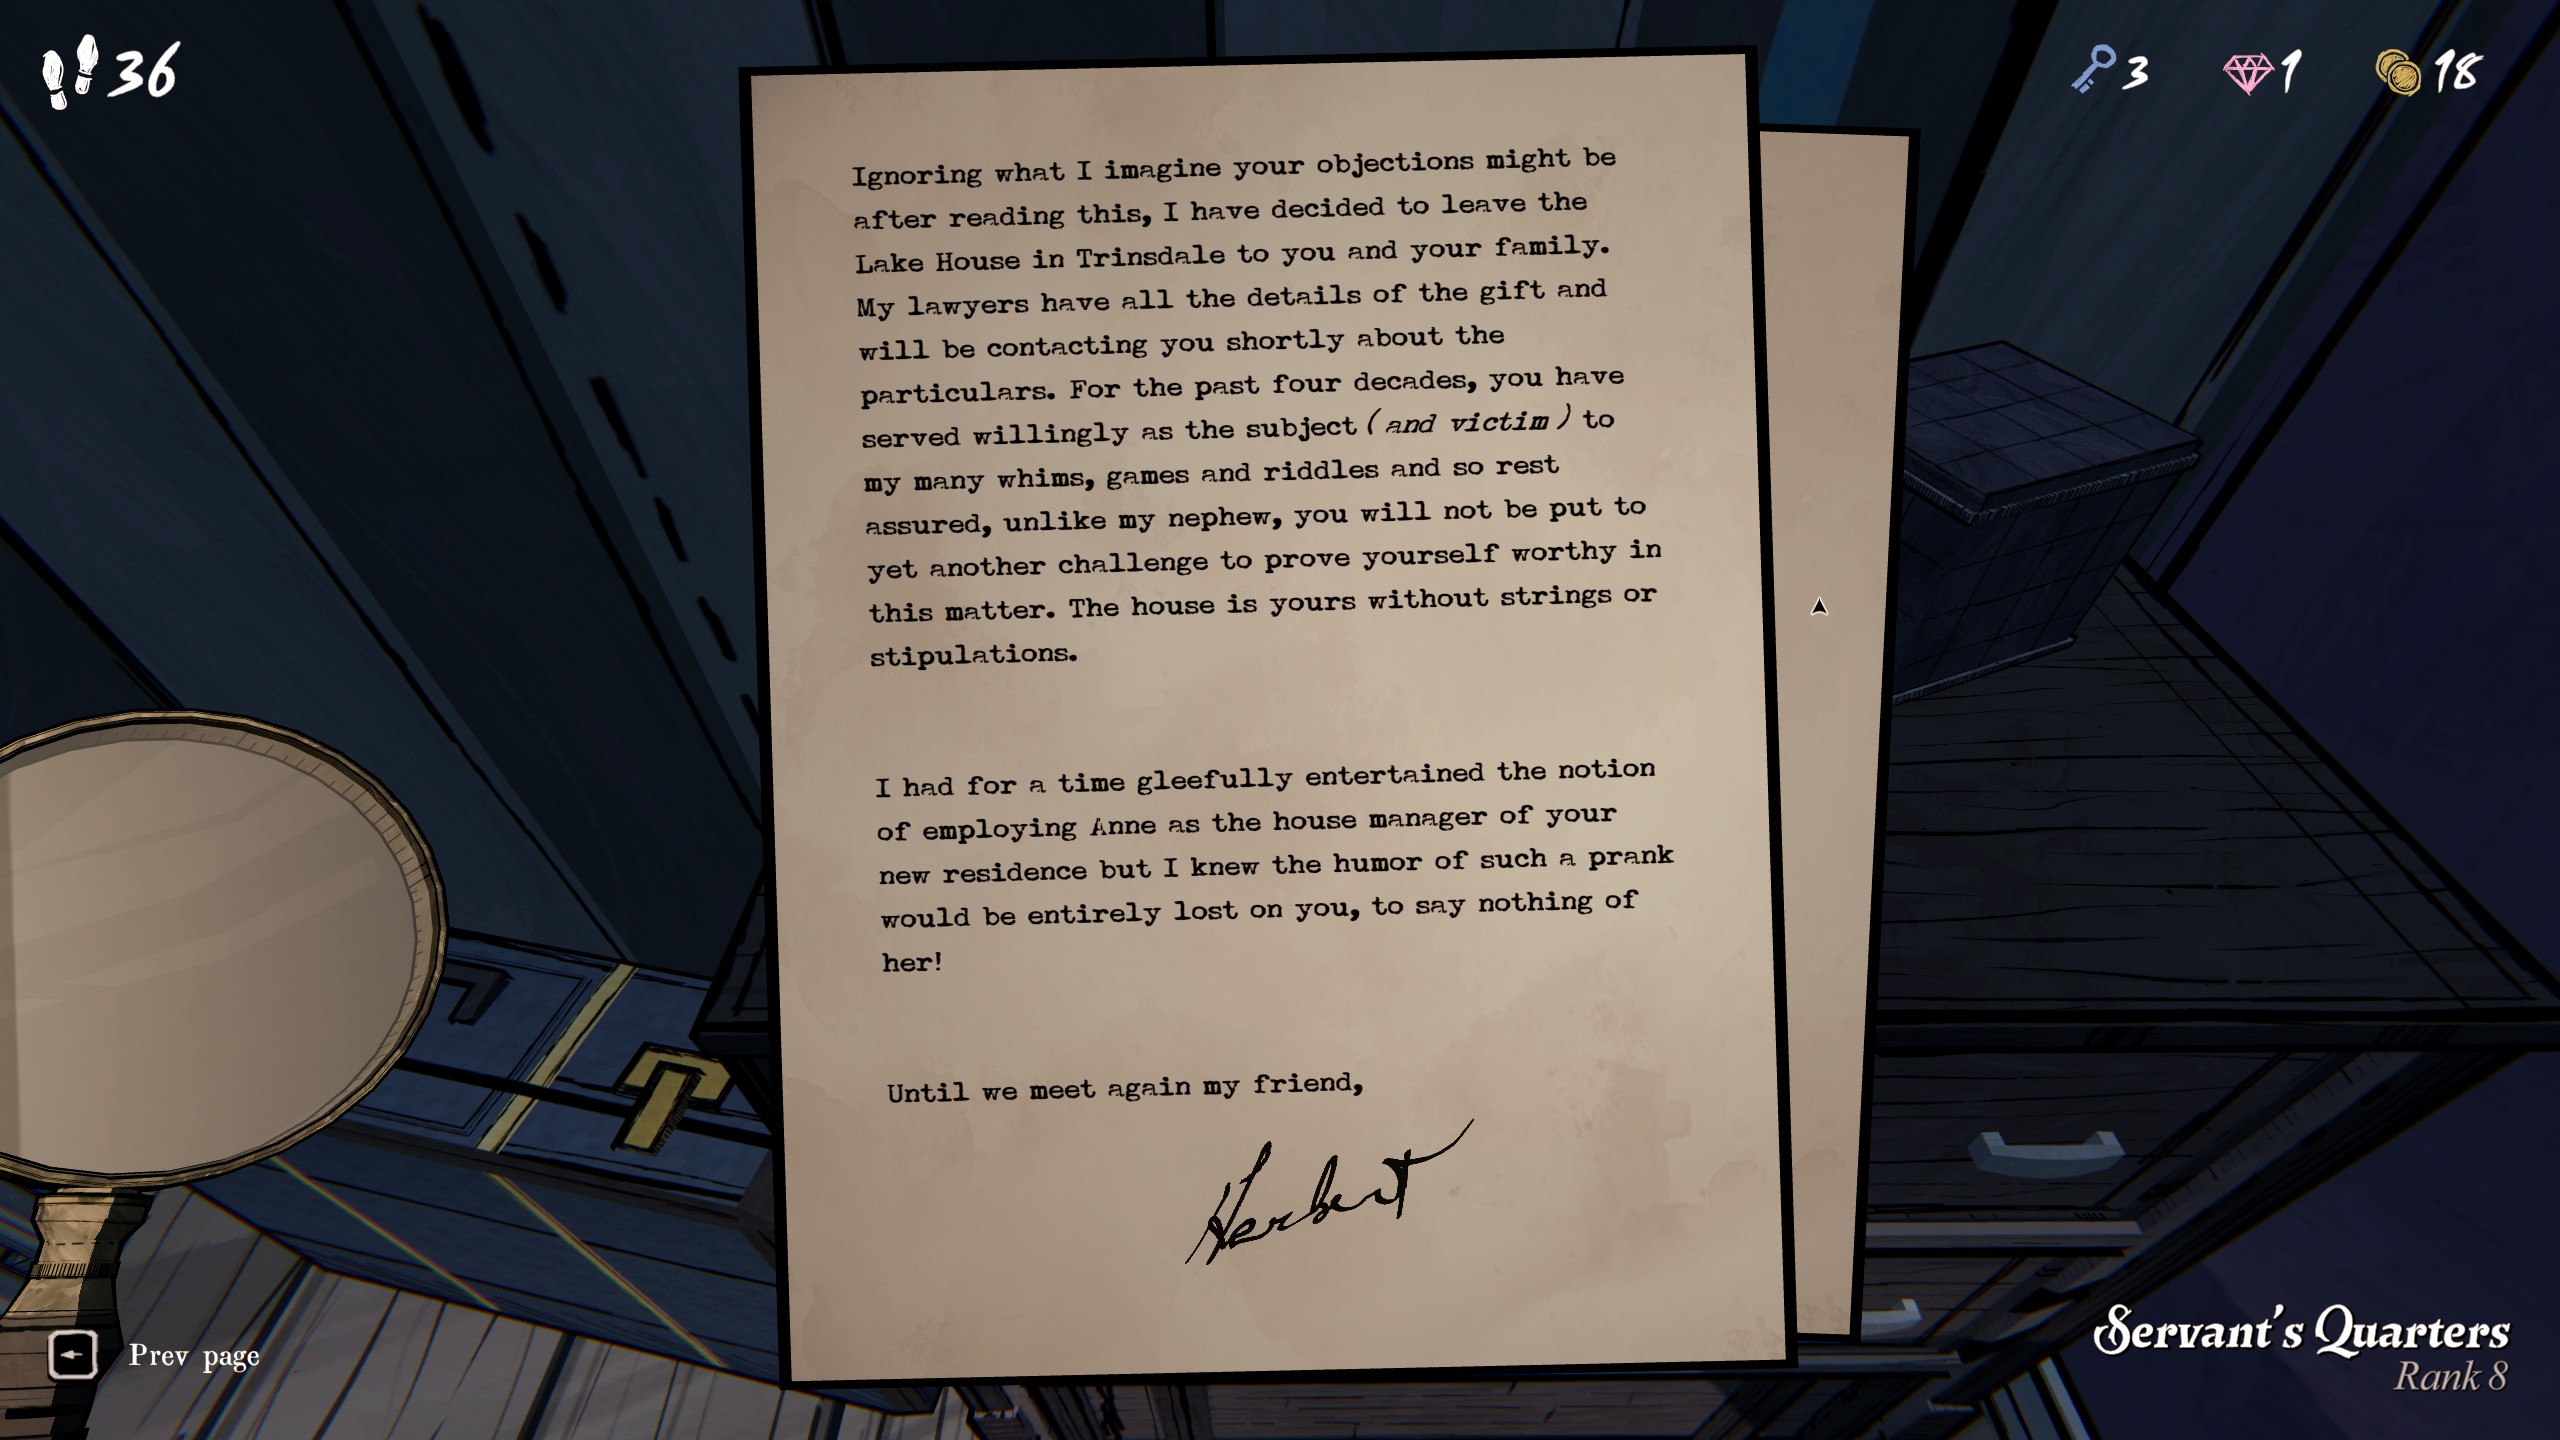 36
3
1
18
Ignoring what I imagine your objections might be
after reading this, I have decided to leave the
Lake House in Trinsdale to you and your family.
My lawyers have all the details of the gift and
will be contacting you shortly about the
particulars. For the past four decades, you have
served willingly as the subject (and victim) to
my many whims, games and riddles and so rest
assured, unlike my nephew, you will not be put to
yet another challenge to prove yourself worthy in
this matter. The house is yours without strings or
stipulations.
I had for a time gleefully entertained the notion
of employing Anne as the house manager of your
new residence but I knew the humor of such a prank
would be entirely lost on you, to say nothing of
her!
Until we meet again my friend,
Herbert
Prev page
Servant's Quarters
Rank 8